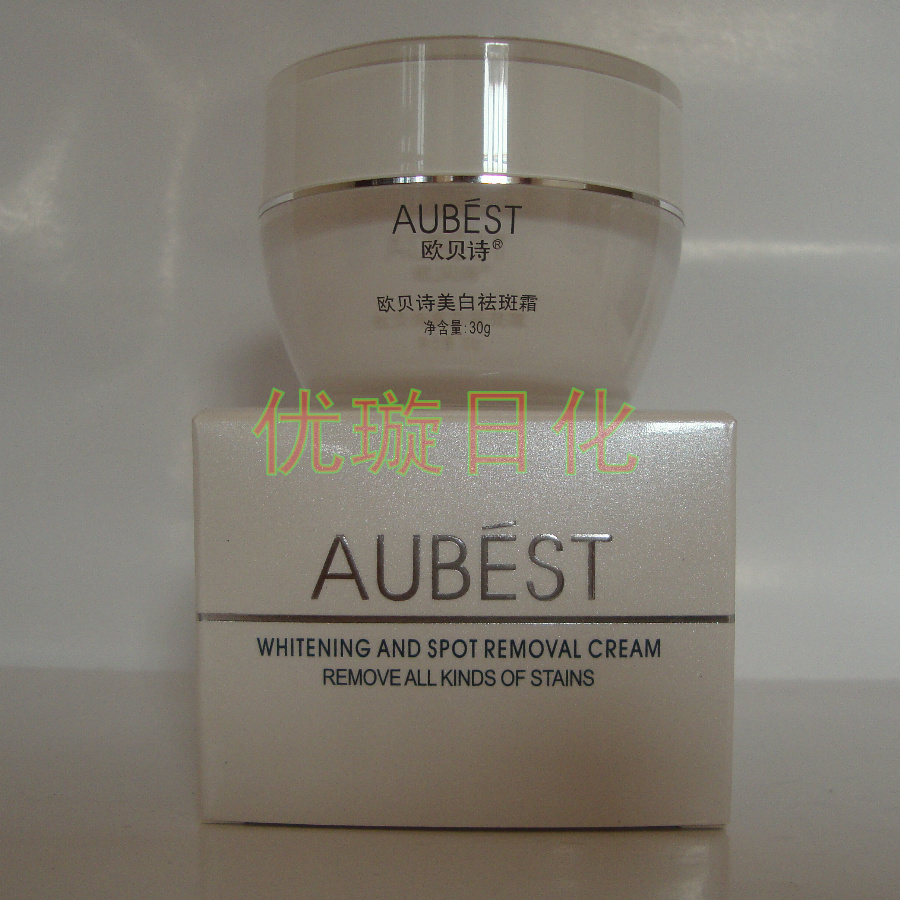 AUBÉST
欧贝诗®
欧贝诗美白祛斑霜
净含量:30g
优璇日化
AUBÉST
WHITENING AND SPOT REMOVAL CREAM
REMOVE ALL KINDS OF STAINS